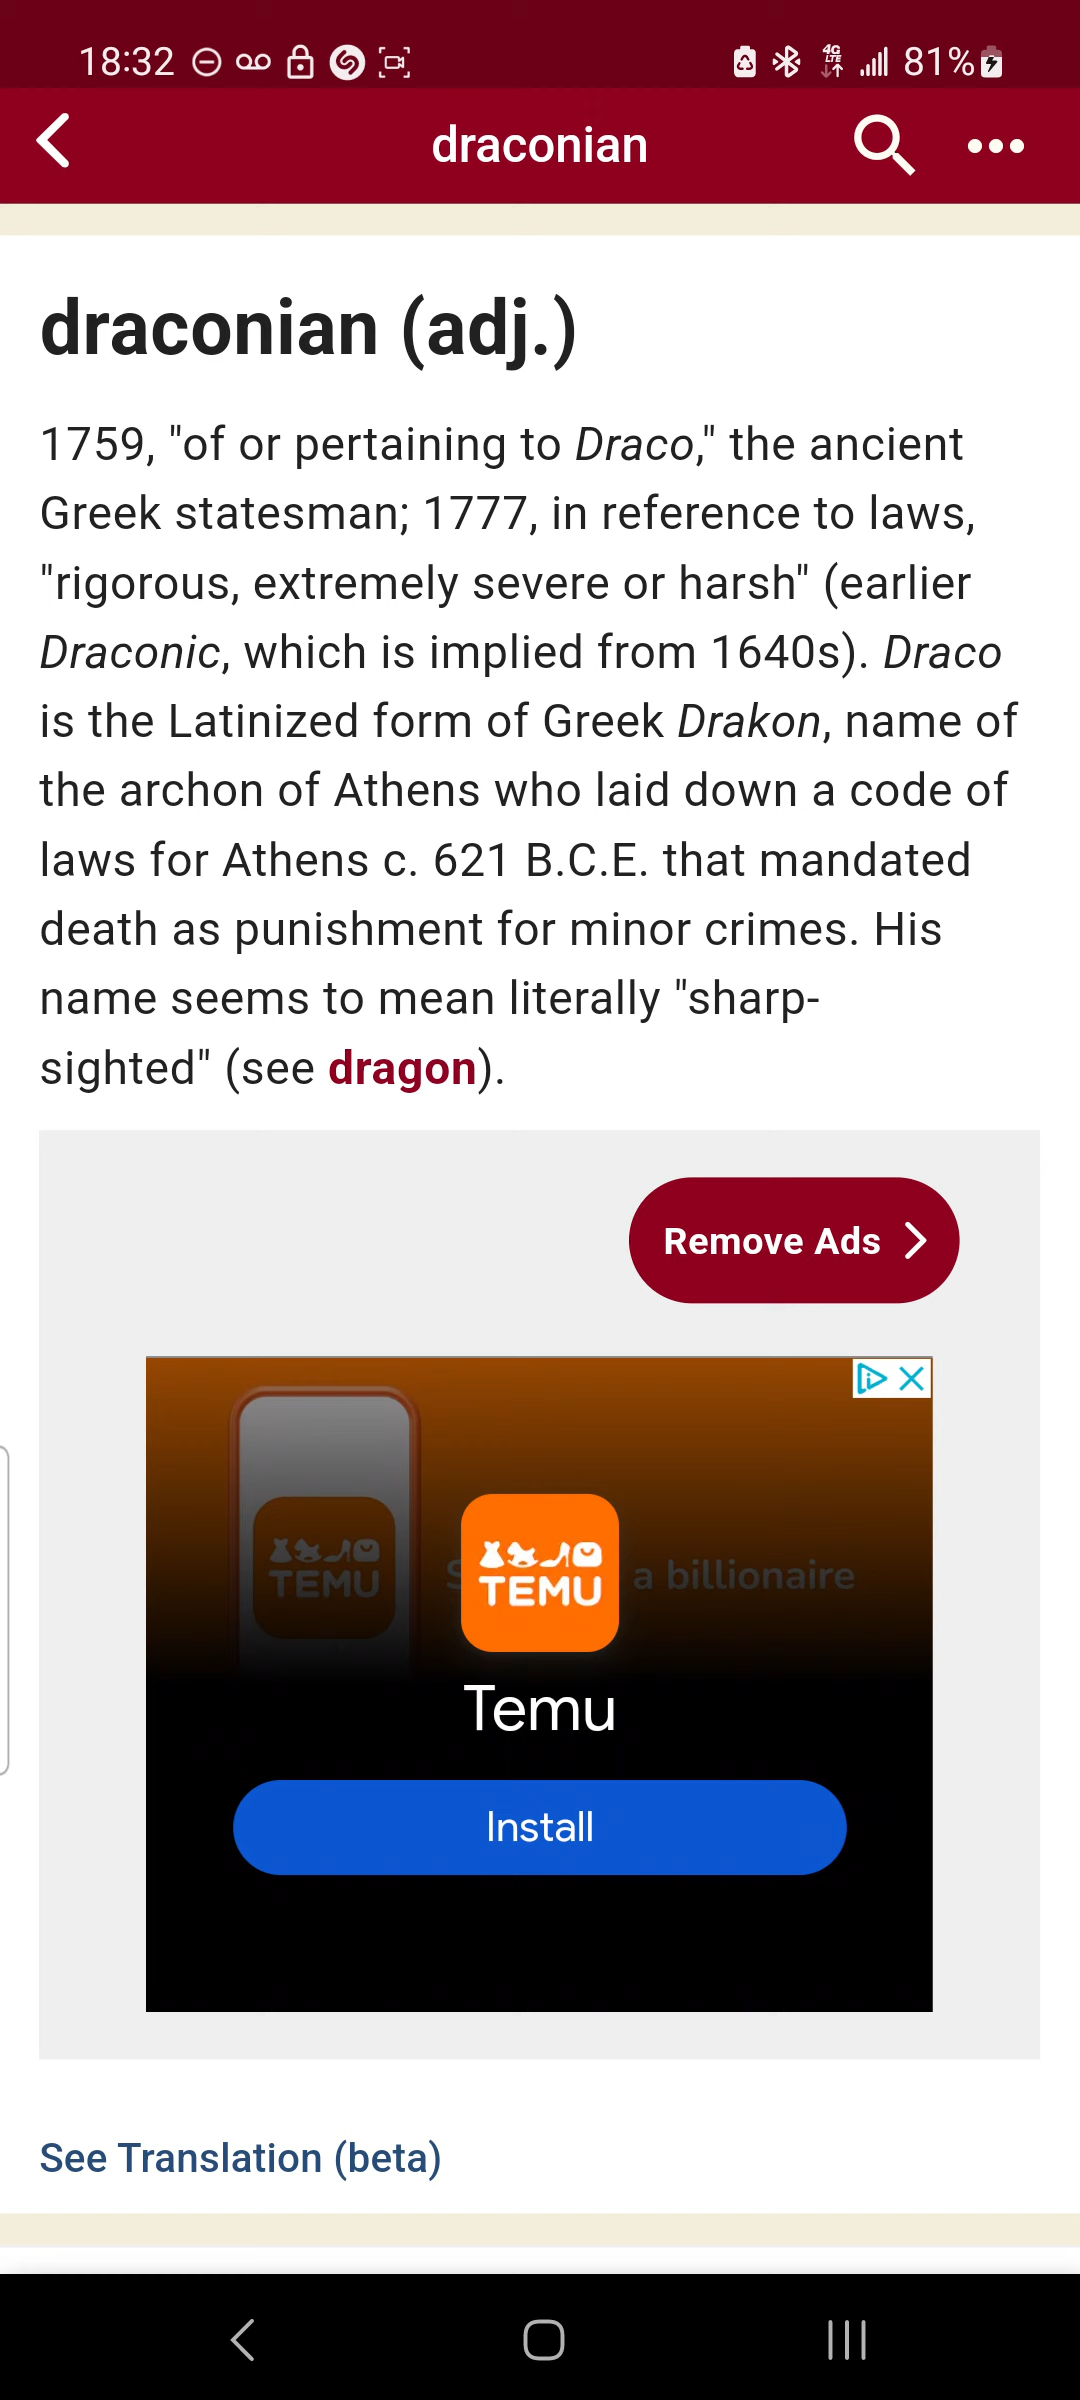 18:32
4G
LTE
81%
draconian
draconian (adj.)
1759, "of or pertaining to Draco," the ancient
Greek statesman; 1777, in reference to laws,
"rigorous, extremely severe or harsh" (earlier
Draconic, which is implied from 1640s). Draco
is the Latinized form of Greek Drakon, name of
the archon of Athens who laid down a code of
laws for Athens c. 621 B.C.E. that mandated
death as punishment for minor crimes. His
name seems to mean literally "sharp-
sighted" (see dragon).
Remove Ads
TEMU
TEMU
a billionaire
Temu
Install
See Translation (beta)